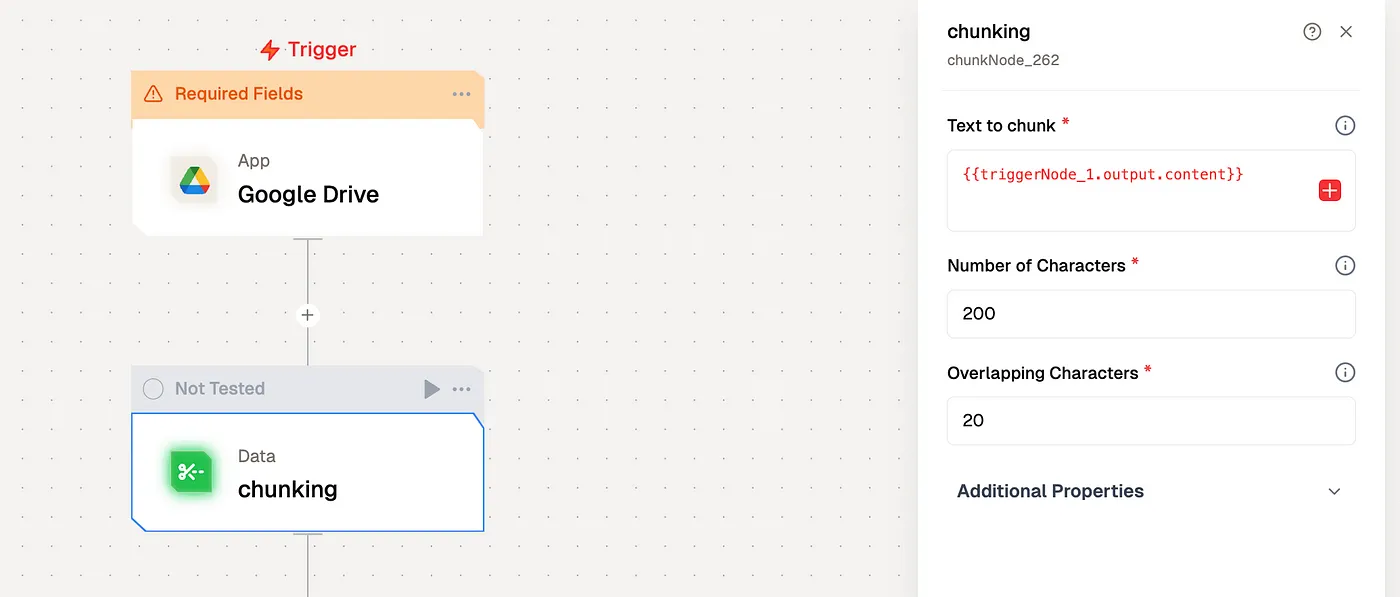 Trigger
Required Fields
App
Google Drive
Not Tested
Data
chunking
chunking
chunkNode_262
Text to chunk *
{{triggerNode_1.output.content}}
Number of Characters *
200
Overlapping Characters *
20
Additional Properties